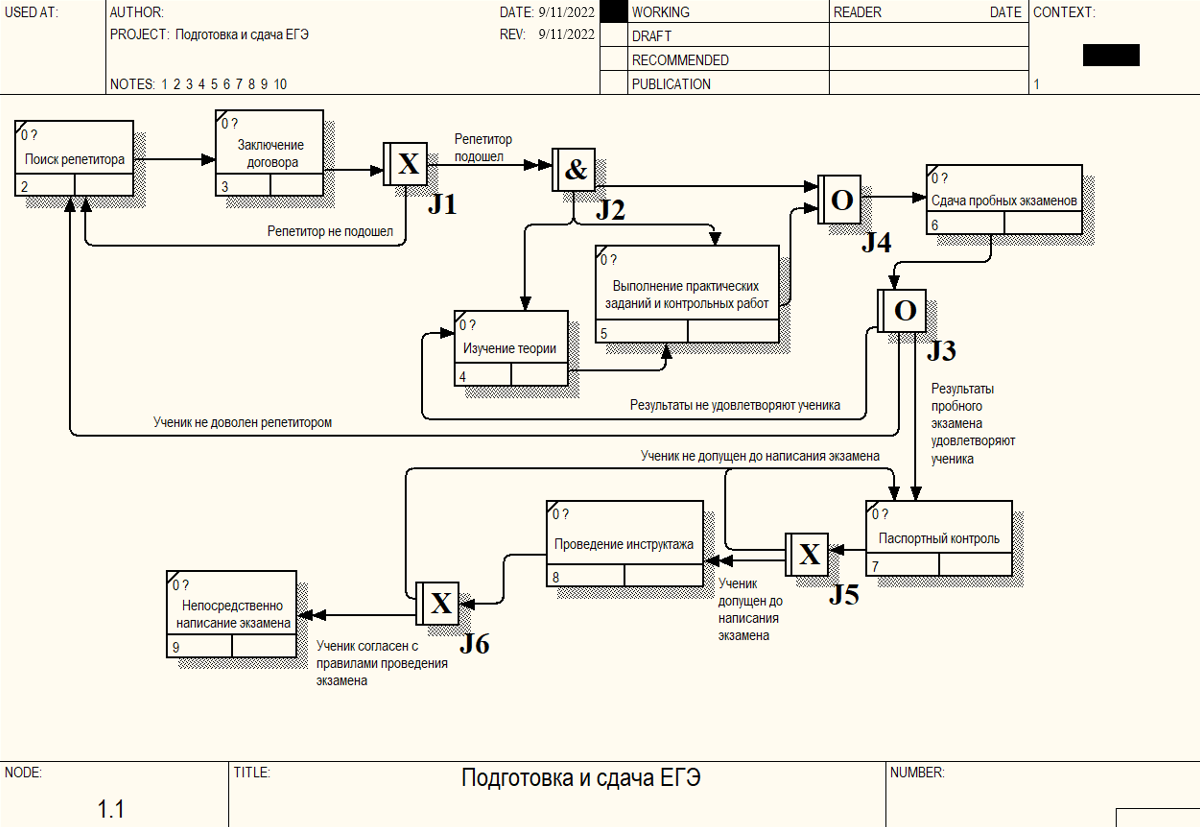 USED AT:
AUTHOR:
DATE: 9/11/2022
WORKING
READER
DATE
CONTEXT:
PROJECT: Подготовка и сдача ЕГЭ
REV: 9/11/2022
DRAFT
RECOMMENDED
NOTES: 1 2 3 4 5 6 7 8 9 10
PUBLICATION
1
0 ?
Поиск репетитора
2
0 ?
Заключение
договора
3
X
J1
Репетитор
подошел
Репетитор не подошел
&
J2
O
J4
0 ?
Сдача пробных экзаменов
6
0 ?
Выполнение практических
заданий и контрольных работ
5
0 ?
Изучение теории
4
O
J3
Результаты не удовлетворяют ученика
Ученик не доволен репетитором
Результаты
пробного
экзамена
удовлетворяют
ученика
Ученик не допущен до написания экзамена
0 ?
Паспортный контроль
7
X
J5
Ученик
допущен до
написания
экзамена
0 ?
Проведение инструктажа
8
X
J6
Ученик согласен с
правилами проведения
экзамена
0 ?
Непосредственно
написание экзамена
9
NODE:
1.1
TITLE:
Подготовка и сдача ЕГЭ
NUMBER: